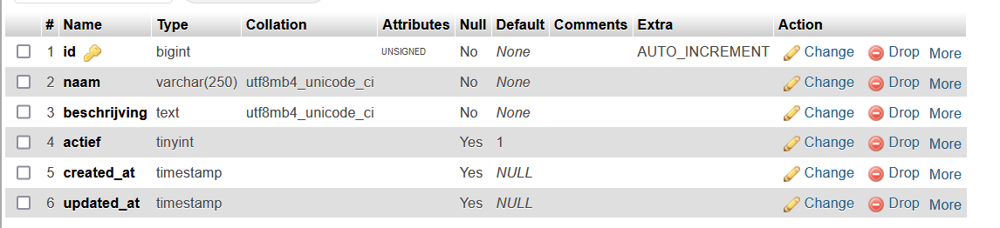 # Name Type Collation Attributes Null Default Comments Extra Action
1 id bigint UNSIGNED No None AUTO_INCREMENT Change Drop More
2 naam varchar(250) utf8mb4_unicode_ci No None Change Drop More
3 beschrijving text utf8mb4_unicode_ci No None Change Drop More
4 actief tinyint Yes 1 Change Drop More
5 created_at timestamp Yes NULL Change Drop More
6 updated_at timestamp Yes NULL Change Drop More